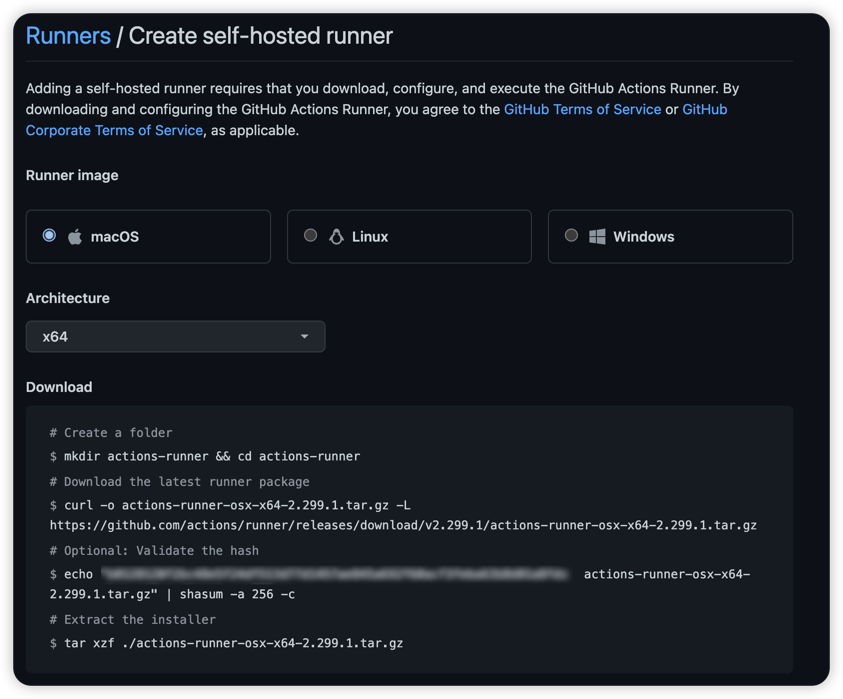 Runners / Create self-hosted runner
Adding a self-hosted runner requires that you download, configure, and execute the GitHub Actions Runner. By
downloading and configuring the GitHub Actions Runner, you agree to the GitHub Terms of Service or GitHub
Corporate Terms of Service, as applicable.
Runner image
macOS
Linux
Windows
Architecture
x64
Download
# Create a folder
$ mkdir actions-runner && cd actions-runner
# Download the latest runner package
$ curl -o actions-runner-osx-x64-2.299.1.tar.gz -L
https://github.com/actions/runner/releases/download/v2.299.1/actions-runner-osx-x64-2.299.1.tar.gz
# Optional: Validate the hash
$ echo actions-runner-osx-x64-
2.299.1.tar.gz" | shasum -a 256 -c
# Extract the installer
$ tar xzf ./actions-runner-osx-x64-2.299.1.tar.gz